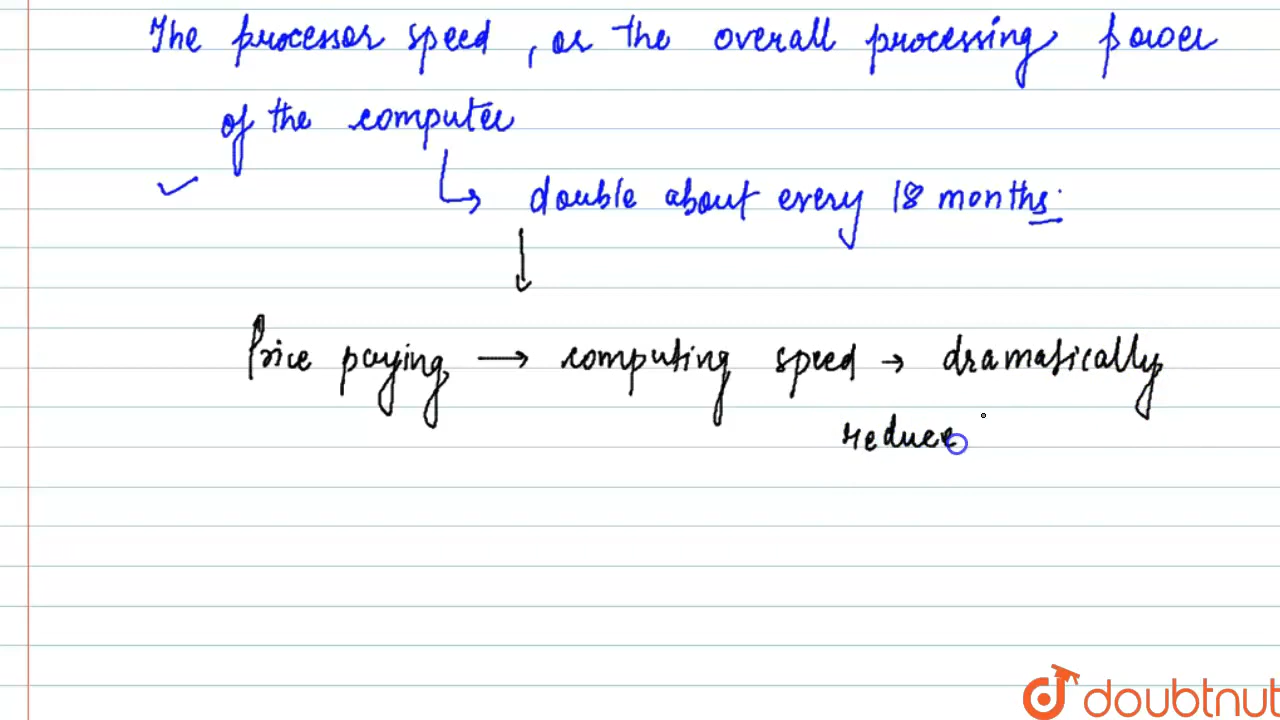 The processor speed, or the overall processing power
of the computer
→ double about every 18 months.
↓
Price paying → computing speed → dramatically
reduce
doubtnut